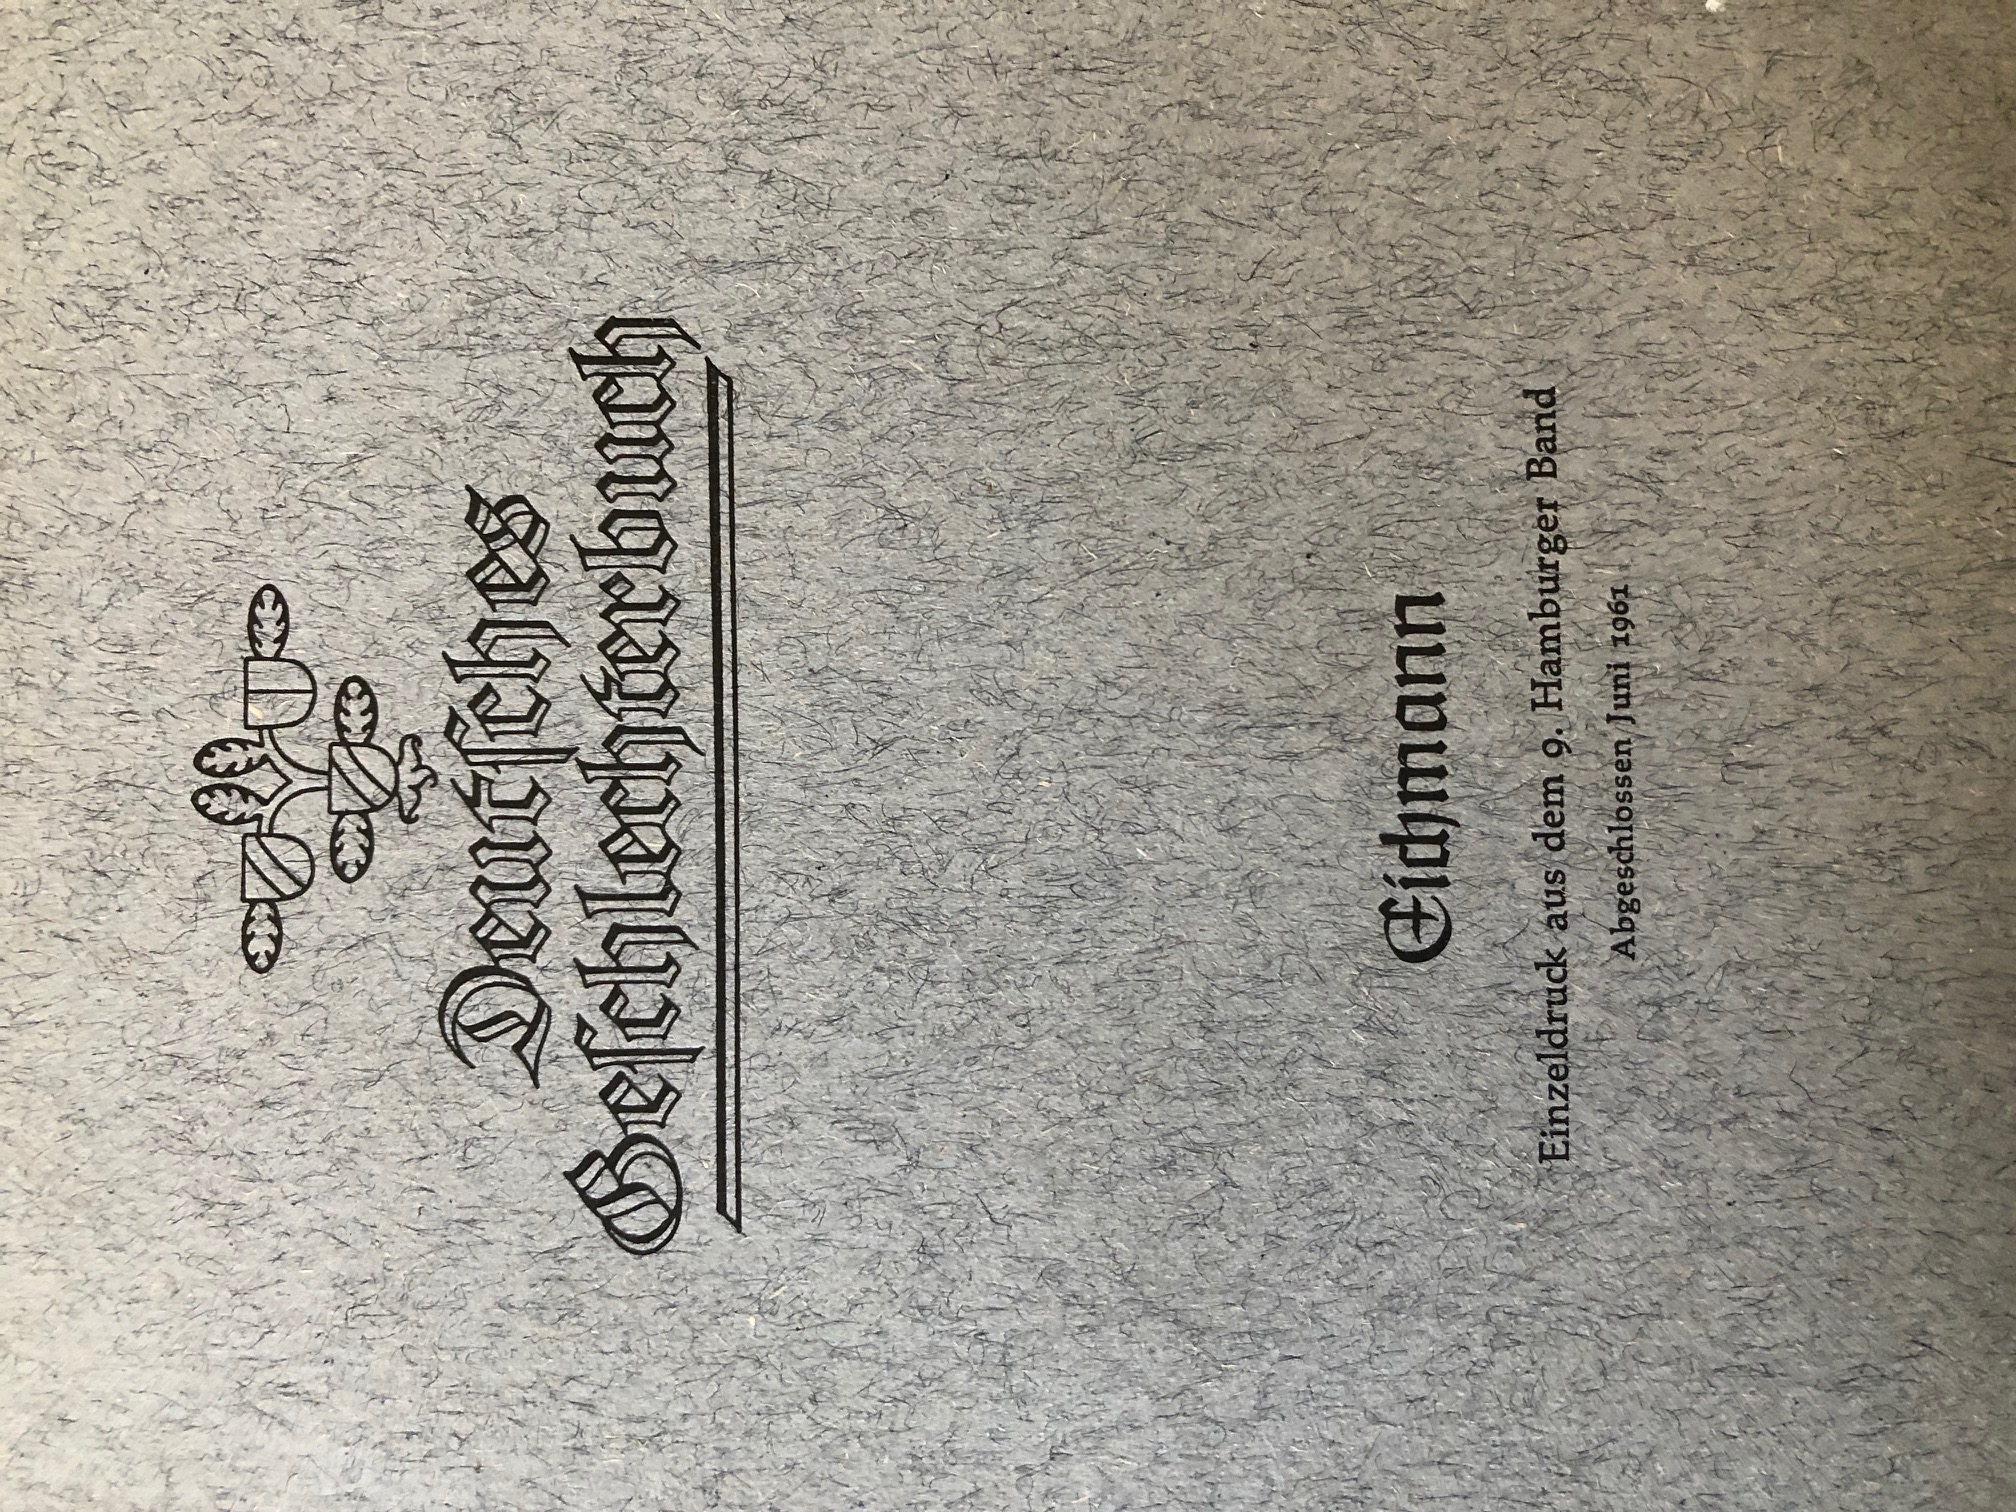 Deutſches
Geſchlechterbuch
Eichmann
Einzeldruck aus dem 9. Hamburger Band
Abgeschlossen Juni 1961